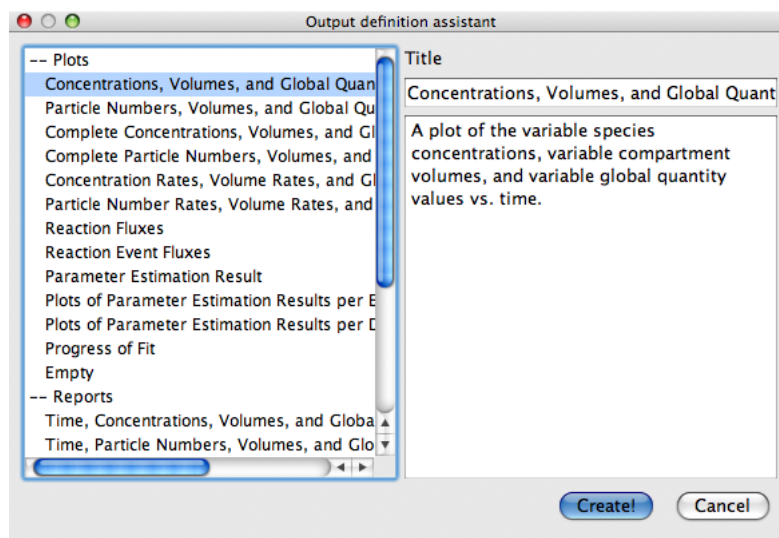 Output definition assistant
-- Plots
Concentrations, Volumes, and Global Quan
Particle Numbers, Volumes, and Global Qu
Complete Concentrations, Volumes, and Gl
Complete Particle Numbers, Volumes, and
Concentration Rates, Volume Rates, and Gl
Particle Number Rates, Volume Rates, and
Reaction Fluxes
Reaction Event Fluxes
Parameter Estimation Result
Plots of Parameter Estimation Results per E
Plots of Parameter Estimation Results per D
Progress of Fit
Empty
-- Reports
Time, Concentrations, Volumes, and Globa
Time, Particle Numbers, Volumes, and Glo
Title
Concentrations, Volumes, and Global Quant
A plot of the variable species
concentrations, variable compartment
volumes, and variable global quantity
values vs. time.
Create!
Cancel